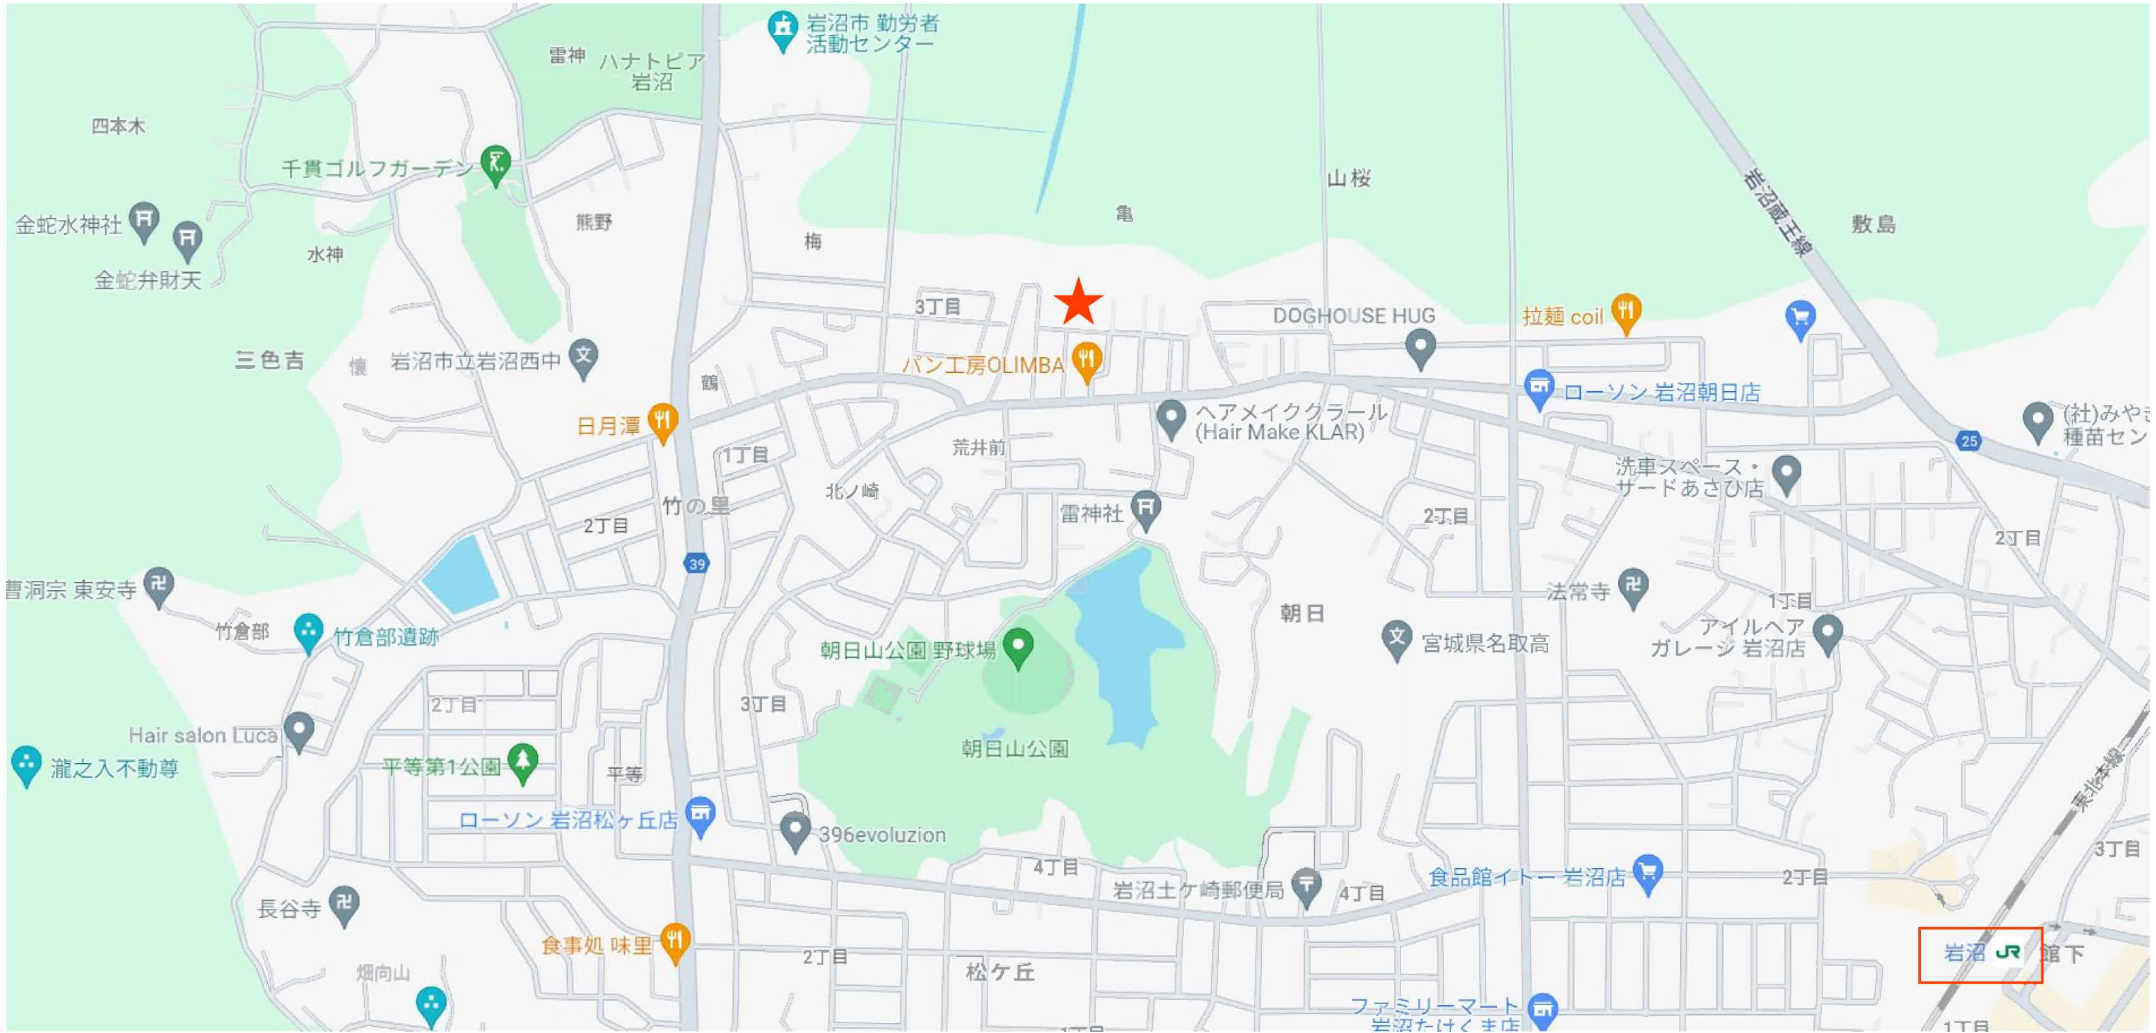 岩沼市 勤労者
活動センター
雷神
ハナトピア
岩沼
四本木
千貫ゴルフガーデン
山桜
岩沼蔵王線
亀
金蛇水神社
熊野
敷島
梅
水神
金蛇弁財天
3丁目
DOGHOUSE HUG
拉麺 coil
三色吉
岩沼市立岩沼西中
パン工房OLIMBA
鶴
ローソン 岩沼朝日店
日月潭
ヘアメイククラール
(Hair Make KLAR)
(社)みやぎ
種苗セン
25
荒井前
1丁目
洗車スペース・
サードあさひ店
北ノ崎
竹の里
雷神社
2丁目
2丁目
2丁目
39
曹洞宗 東安寺
法常寺
1丁目
朝日
竹倉部
竹倉部遺跡
アイルヘア
ガレージ 岩沼店
朝日山公園 野球場
宮城県名取高
2丁目
3丁目
Hair salon Luca
朝日山公園
瀧之入不動尊
平等第1公園
平等
東北本線
ローソン 岩沼松ヶ丘店
396evoluzion
3丁目
4丁目
岩沼土ケ崎郵便局
4丁目
食品館イトー 岩沼店
2丁目
長谷寺
食事処 味里
2丁目
松ケ丘
岩沼 JR
館下
畑向山
ファミリーマート
岩沼たけくま店
1丁目
1丁目